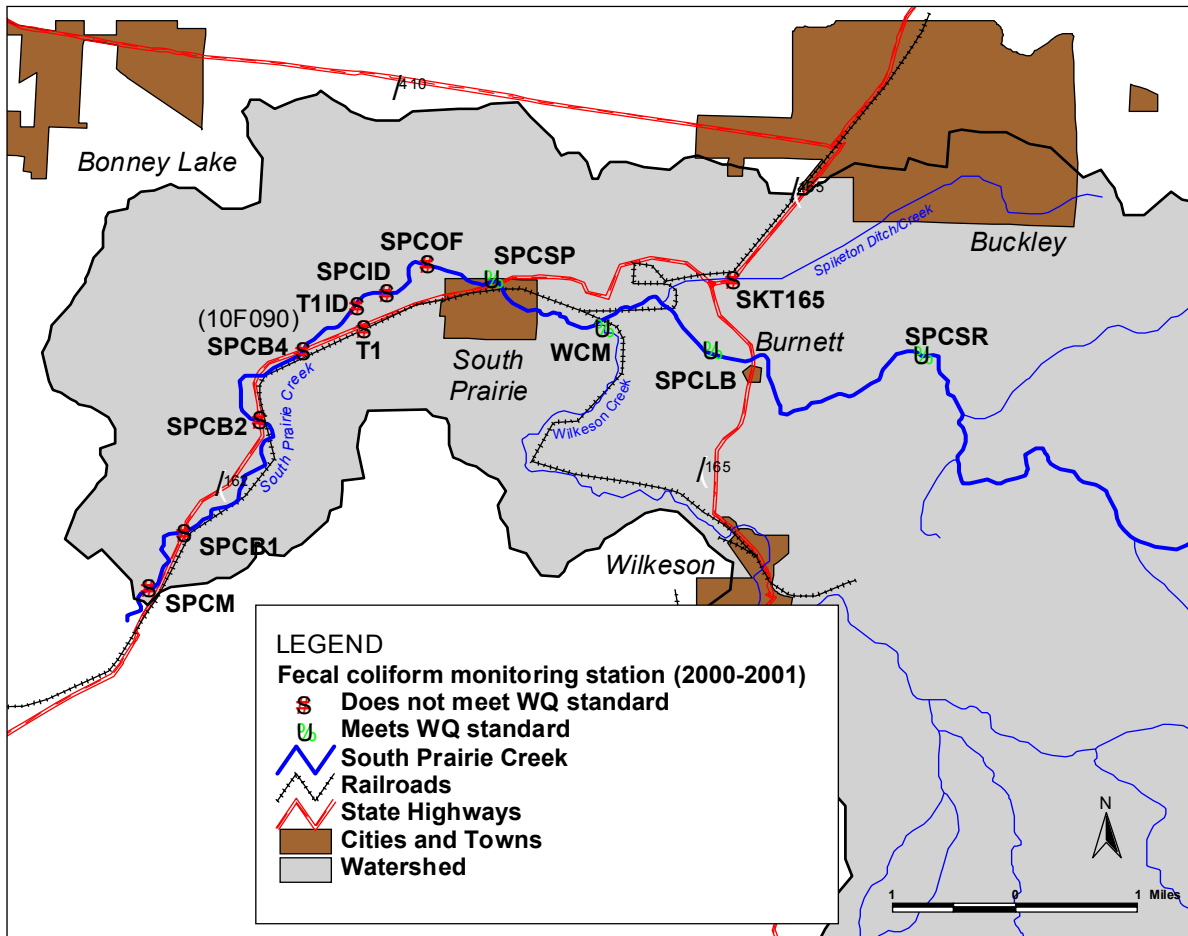 410
Bonney Lake
165
Buckley
Spiketon Ditch/Creek
SPCOF
SPCSP
SPCID
T1ID
SKT165
(10F090)
SPCB4
T1
South
Prairie
WCM
Burnett
SPCSR
SPCLB
SPCB2
South Prairie Creek
Wilkeson Creek
162
165
SPCB1
Wilkeson
SPCM
LEGEND
Fecal coliform monitoring station (2000-2001)
S Does not meet WQ standard
U Meets WQ standard
South Prairie Creek
Railroads
State Highways
Cities and Towns
Watershed
N
1 0 1 Miles